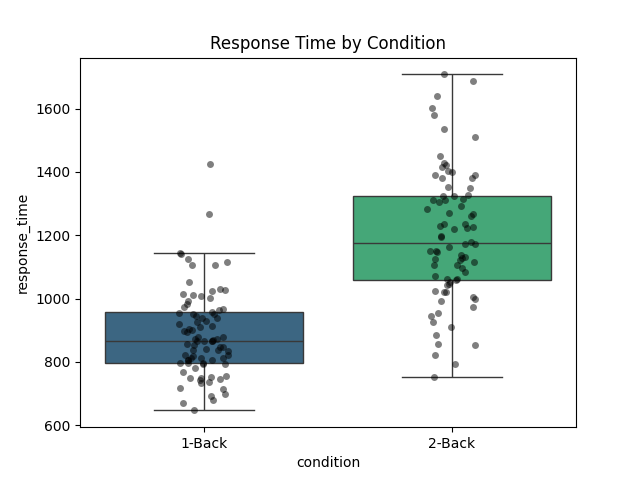 Response Time by Condition
1600
1400
1200
1000
800
600
response_time
1-Back
2-Back
condition